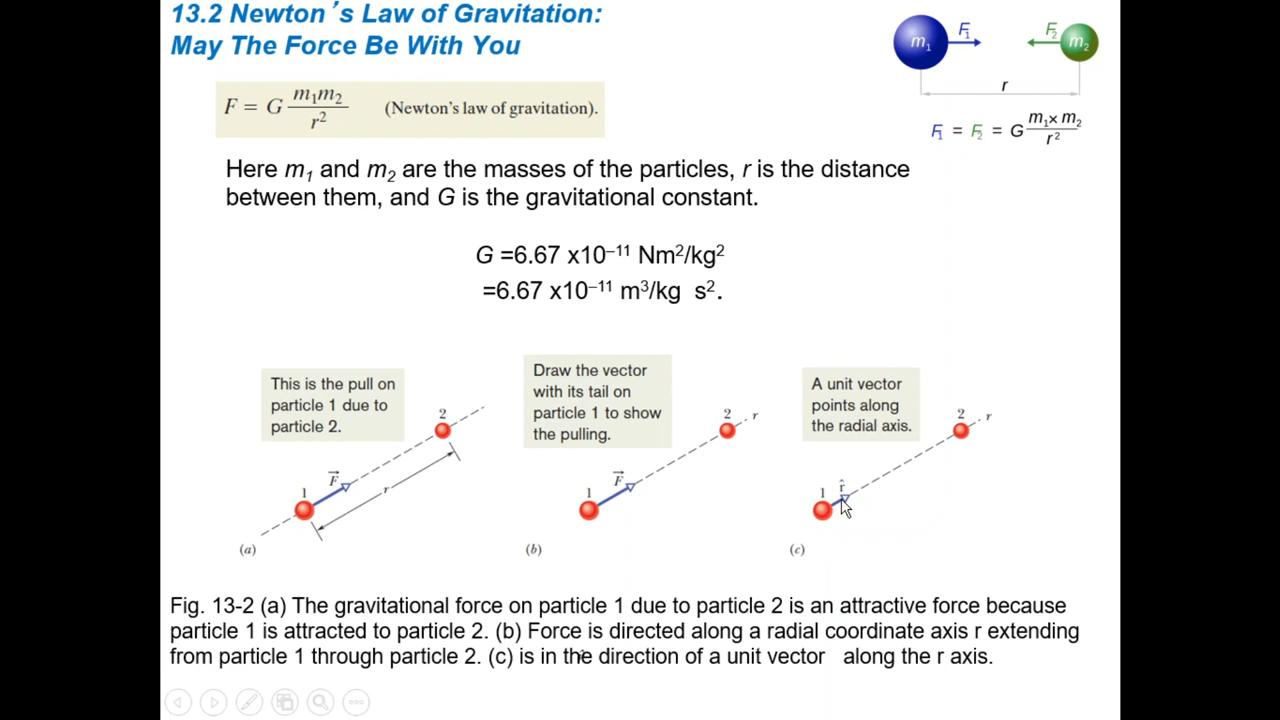 13.2 Newton´s Law of Gravitation:
May The Force Be With You
F₁
F₂
m₁
m₂
r
F₁ = F₂ = G m₁× m₂ / r²
F = G m₁m₂ / r² (Newton's law of gravitation).
Here m₁ and m₂ are the masses of the particles, r is the distance
between them, and G is the gravitational constant.
G =6.67 x10⁻¹¹ Nm²/kg²
=6.67 x10⁻¹¹ m³/kg s².
This is the pull on
particle 1 due to
particle 2.
2
F⃗
1
r
(a)
Draw the vector
with its tail on
particle 1 to show
the pulling.
2
r
F⃗
1
(b)
A unit vector
points along
the radial axis.
2
r
r̂
1
(c)
Fig. 13-2 (a) The gravitational force on particle 1 due to particle 2 is an attractive force because
particle 1 is attracted to particle 2. (b) Force is directed along a radial coordinate axis r extending
from particle 1 through particle 2. (c) is in the direction of a unit vector along the r axis.